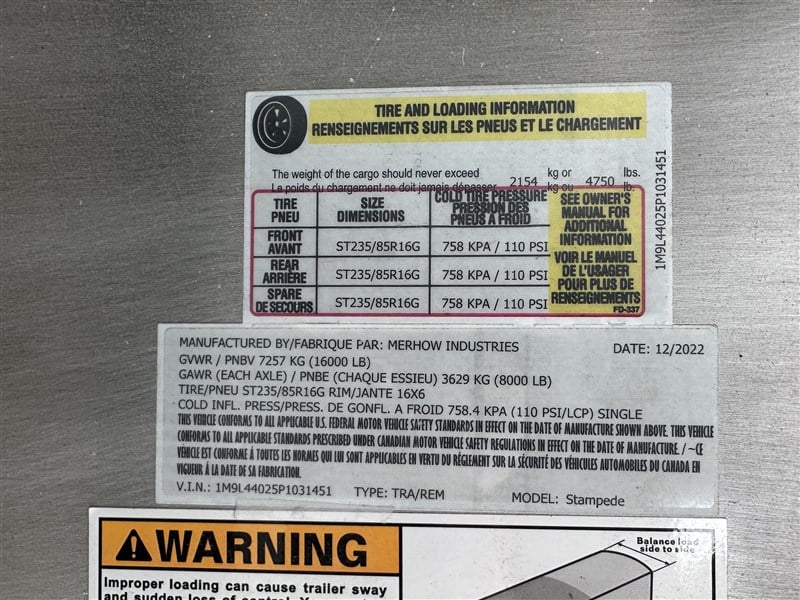 TIRE AND LOADING INFORMATION
RENSEIGNEMENTS SUR LES PNEUS ET LE CHARGEMENT
The weight of the cargo should never exceed 2154 kg or 4750 lbs.
Le poids du chargement ne doit jamais dépasser kg ou lb.
TIRE PNEU
SIZE DIMENSIONS
COLD TIRE PRESSURE PRESSION DES PNEUS A FROID
SEE OWNER'S MANUAL FOR ADDITIONAL INFORMATION
VOIR LE MANUEL DE L'USAGER POUR PLUS DE RENSEIGNEMENTS
FRONT AVANT ST235/85R16G 758 KPA / 110 PSI
REAR ARRIÈRE ST235/85R16G 758 KPA / 110 PSI
SPARE DE SECOURS ST235/85R16G 758 KPA / 110 PSI
FD-337
1M9L44025P1031451
MANUFACTURED BY/FABRIQUE PAR: MERHOW INDUSTRIES DATE: 12/2022
GVWR / PNBV 7257 KG (16000 LB)
GAWR (EACH AXLE) / PNBE (CHAQUE ESSIEU) 3629 KG (8000 LB)
TIRE/PNEU ST235/85R16G RIM/JANTE 16X6
COLD INFL. PRESS/PRESS. DE GONFL. A FROID 758.4 KPA (110 PSI/LCP) SINGLE
THIS VEHICLE CONFORMS TO ALL APPLICABLE U.S. FEDERAL MOTOR VEHICLE SAFETY STANDARDS IN EFFECT ON THE DATE OF MANUFACTURE SHOWN ABOVE. THIS VEHICLE
CONFORMS TO ALL APPLICABLE STANDARDS PRESCRIBED UNDER CANADIAN MOTOR VEHICLE SAFETY REGULATIONS IN EFFECT ON THE DATE OF MANUFACTURE. / ~CE
VÉHICLE EST CONFORME À TOUTES LES NORMES QUI LUI SONT APPLICABLES EN VERTU DU RÉGLEMENT SUR LA SÉCURITÉ DES VÉHICULES AUTOMOBILES DU CANADA EN
VIGUEUR À LA DATE DE SA FABRICATION.
V.I.N.: 1M9L44025P1031451 TYPE: TRA/REM MODEL: Stampede
WARNING
Balance load
side to side
Improper loading can cause trailer sway
and sudden loss of control.